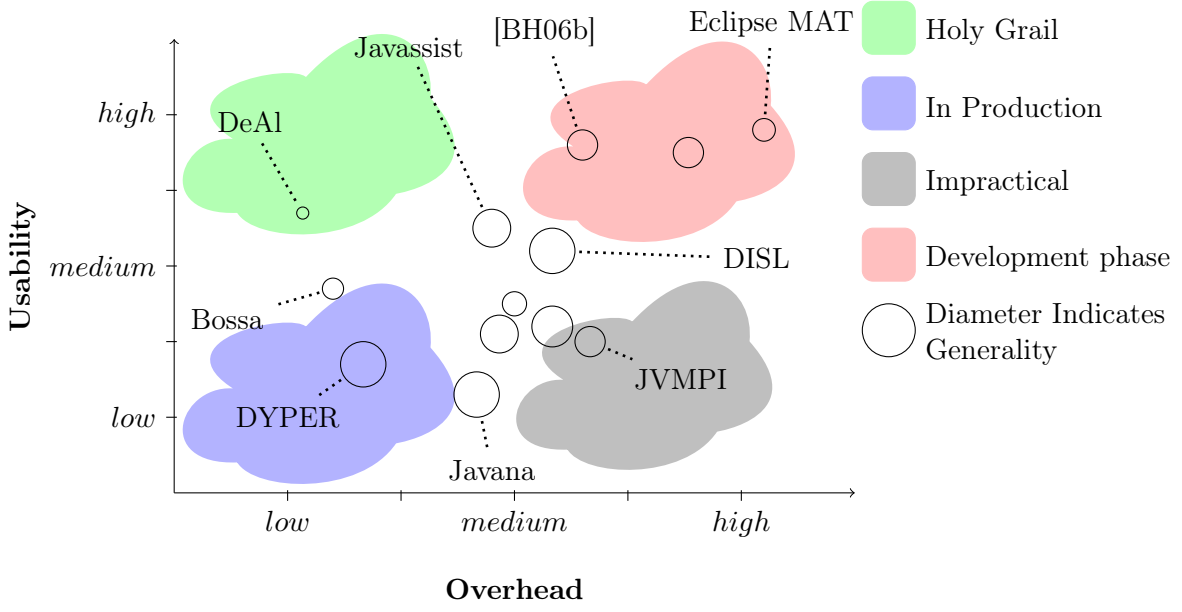 Eclipse MAT
[BH06b]
Holy Grail
Javassist
In Production
high
DeAl
Impractical
Usability
medium
DISL
Development phase
Bossa
Diameter Indicates
Generality
JVMPI
low
DYPER
Javana
low
medium
high
Overhead